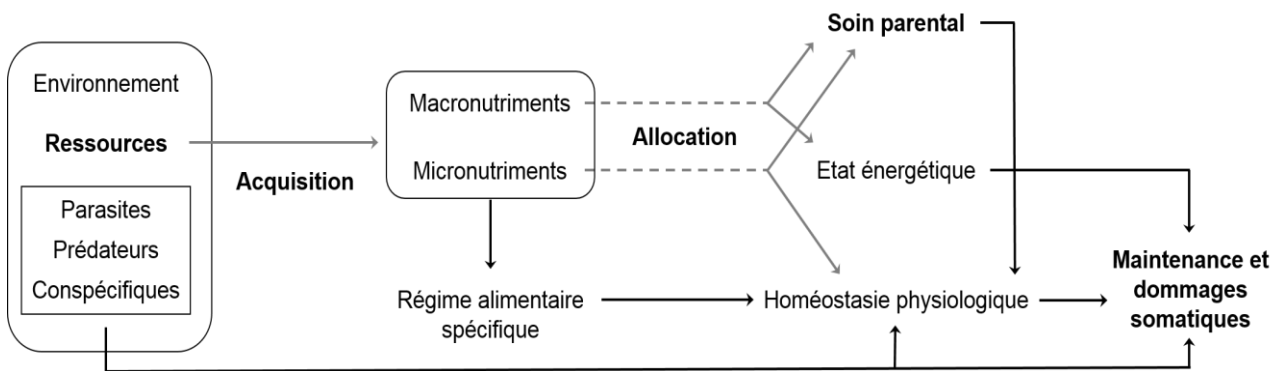 Environnement
Ressources
Parasites
Prédateurs
Conspécifiques
Acquisition
Macronutriments
Micronutriments
Régime alimentaire
spécifique
Allocation
Soin parental
Etat énergétique
Homéostasie physiologique
Maintenance et
dommages
somatiques